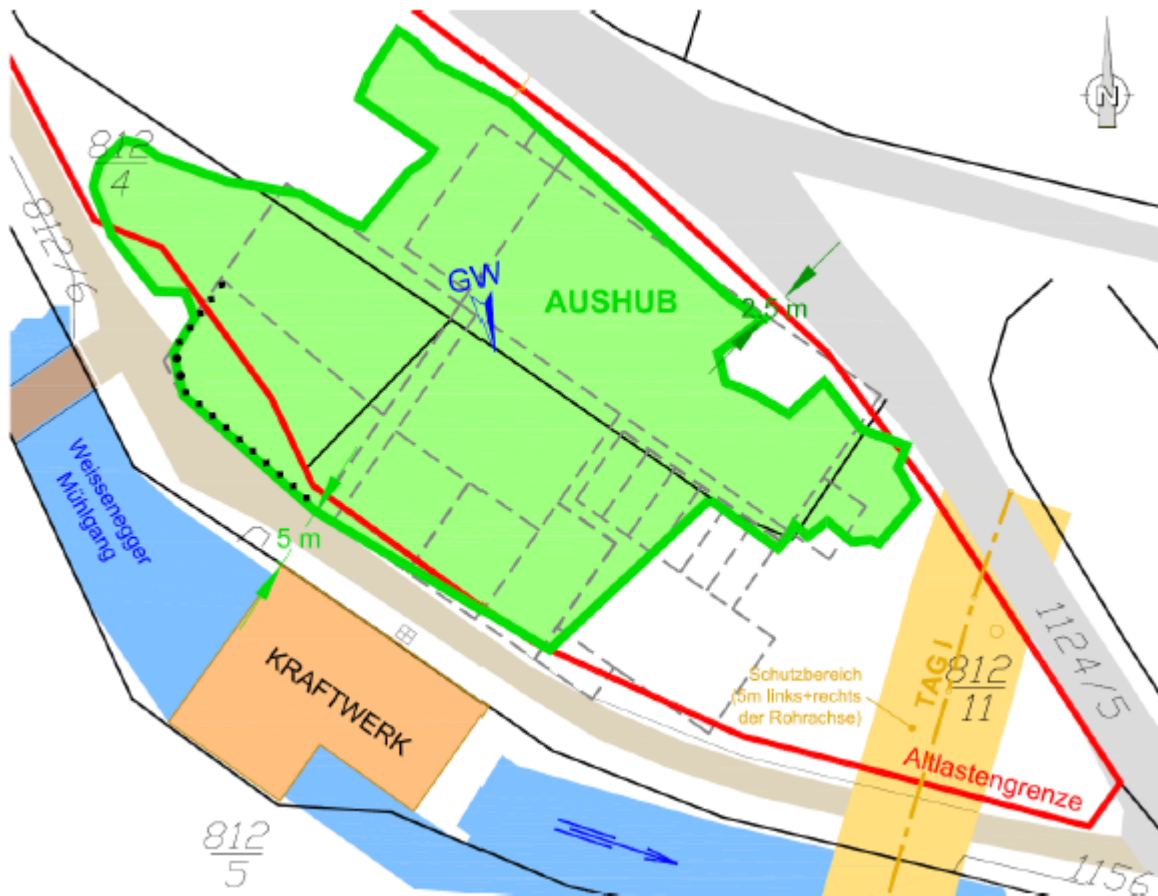 N
812
4
812/6
GW
AUSHUB
2.5 m
Weissenegger
Mühlgang
5 m
KRAFTWERK
Schutzbereich
(5m links+rechts
der Rohrachse)
TAG I
812
11
1124/5
Altlastengrenze
812
5
1156